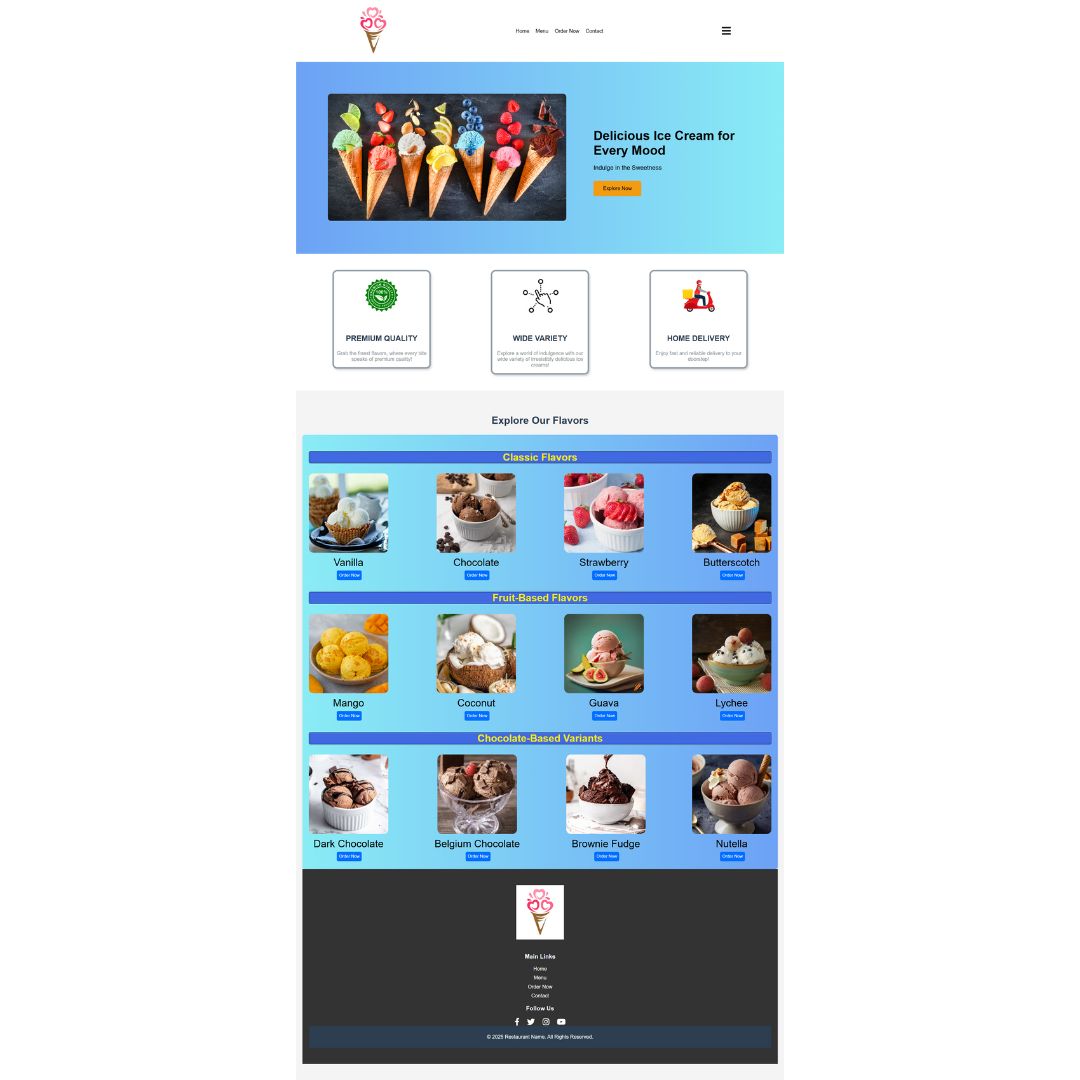 Home Menu Order Now Contact
Delicious Ice Cream for
Every Mood
Indulge in the Sweetness
Explore Now
100%
PREMIUM QUALITY
Grab the finest flavors, where every bite
speaks of premium quality!
WIDE VARIETY
Explore a world of indulgence with our
wide variety of irresistibly delicious ice
creams!
HOME DELIVERY
Enjoy fast and reliable delivery to your
doorstep!
Explore Our Flavors
Classic Flavors
Vanilla Chocolate Strawberry Butterscotch
Order Now Order Now Order Now Order Now
Fruit-Based Flavors
Mango Coconut Guava Lychee
Order Now Order Now Order Now Order Now
Chocolate-Based Variants
Dark Chocolate Belgium Chocolate Brownie Fudge Nutella
Order Now Order Now Order Now Order Now
Main Links
Home
Menu
Order Now
Contact
Follow Us
© 2025 Restaurant Name. All Rights Reserved.